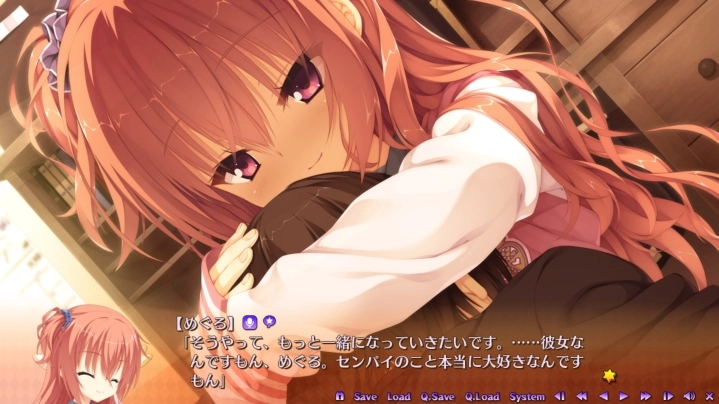 【めぐる】
「そうやって、もっと一緒になっていきたいです。……彼女な
んですもん、めぐる。センパイのこと本当に大好きなんです
もん」
Save Load Q.Save Q.Load System